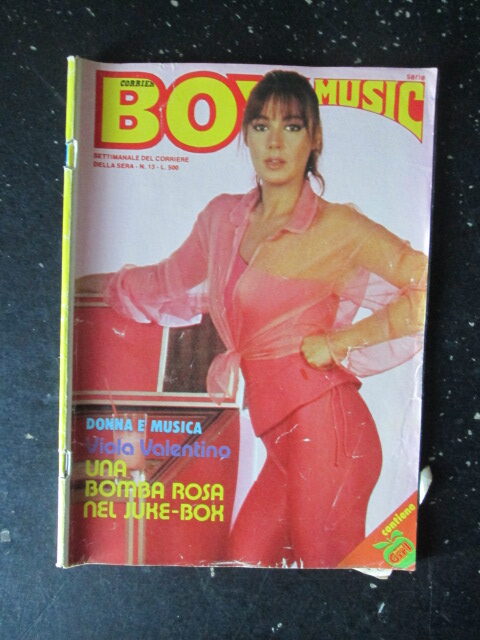 CORRIER
BOY MUSIC
Serie
SETTIMANALE DEL CORRIERE
DELLA SERA - N. 13 - L. 500
DONNA E MUSICA
Viola Valentino
UNA
BOMBA ROSA
NEL JUKE-BOX
contiene